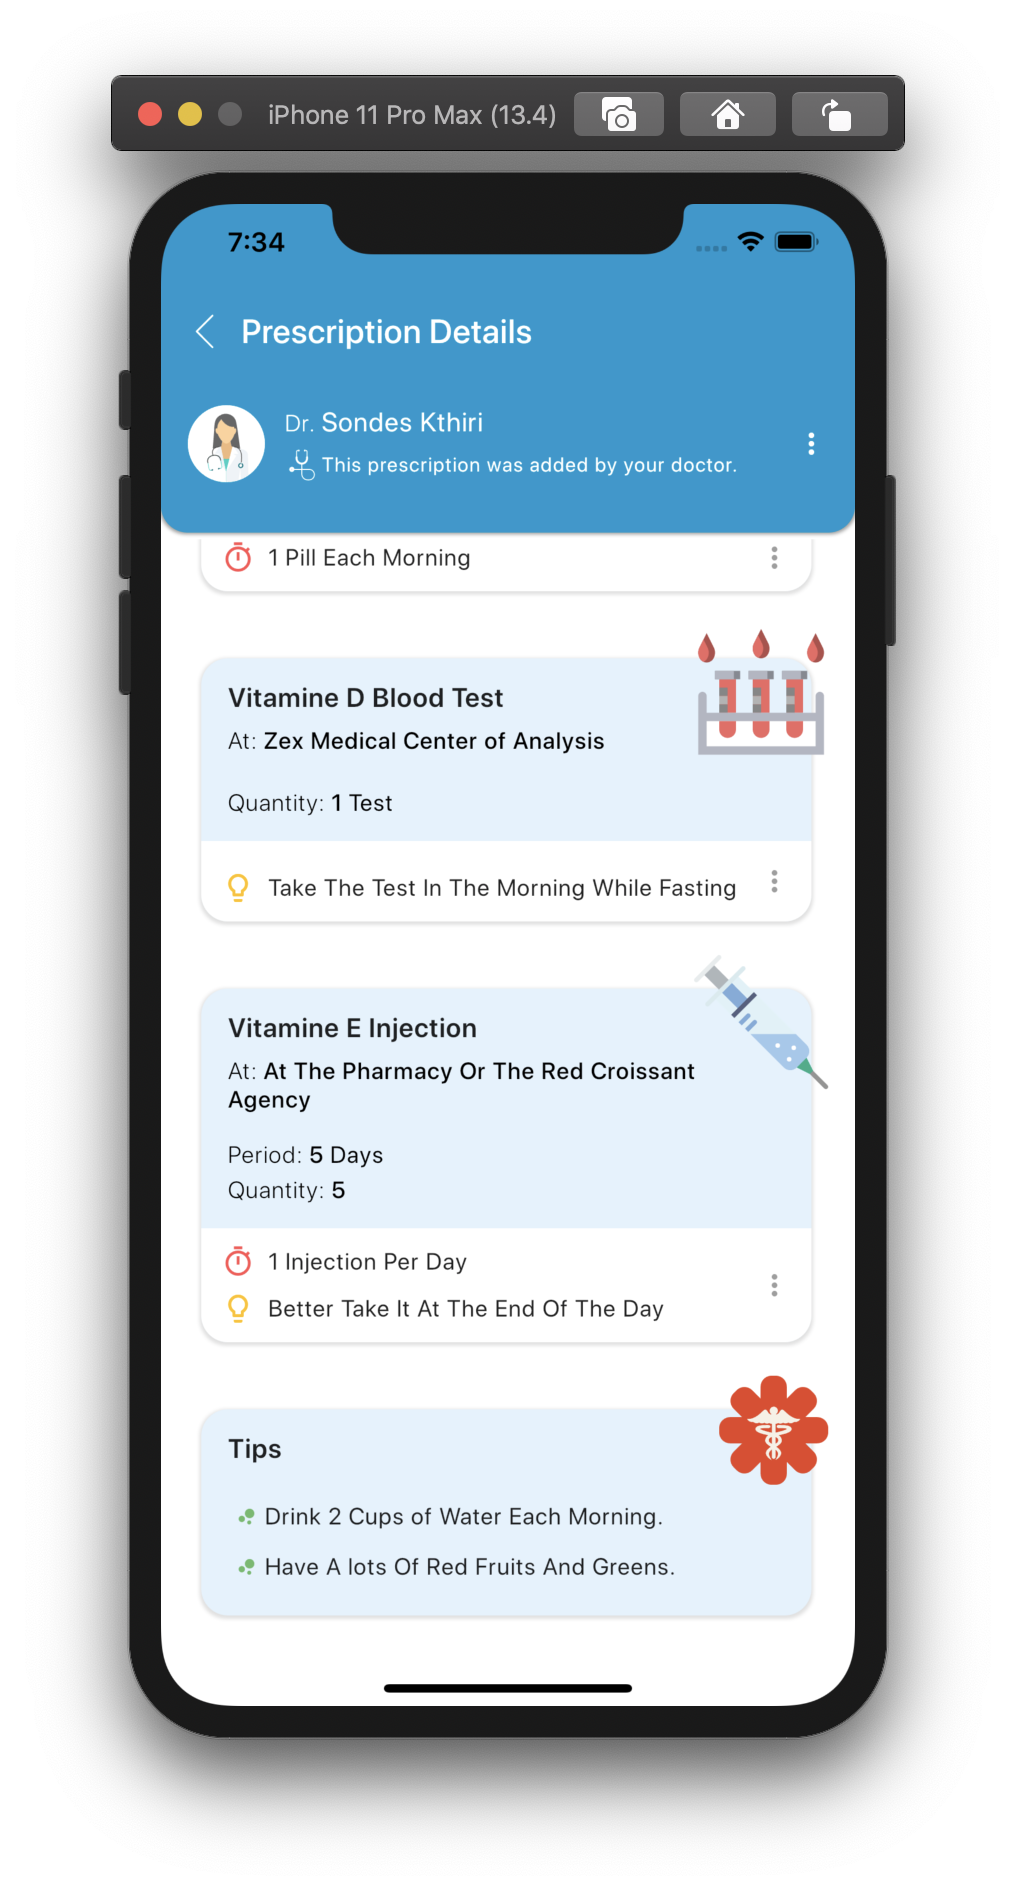 iPhone 11 Pro Max (13.4)
7:34
Prescription Details
Dr. Sondes Kthiri
This prescription was added by your doctor.
1 Pill Each Morning
Vitamine D Blood Test
At: Zex Medical Center of Analysis
Quantity: 1 Test
Take The Test In The Morning While Fasting
Vitamine E Injection
At: At The Pharmacy Or The Red Croissant
Agency
Period: 5 Days
Quantity: 5
1 Injection Per Day
Better Take It At The End Of The Day
Tips
Drink 2 Cups of Water Each Morning.
Have A lots Of Red Fruits And Greens.